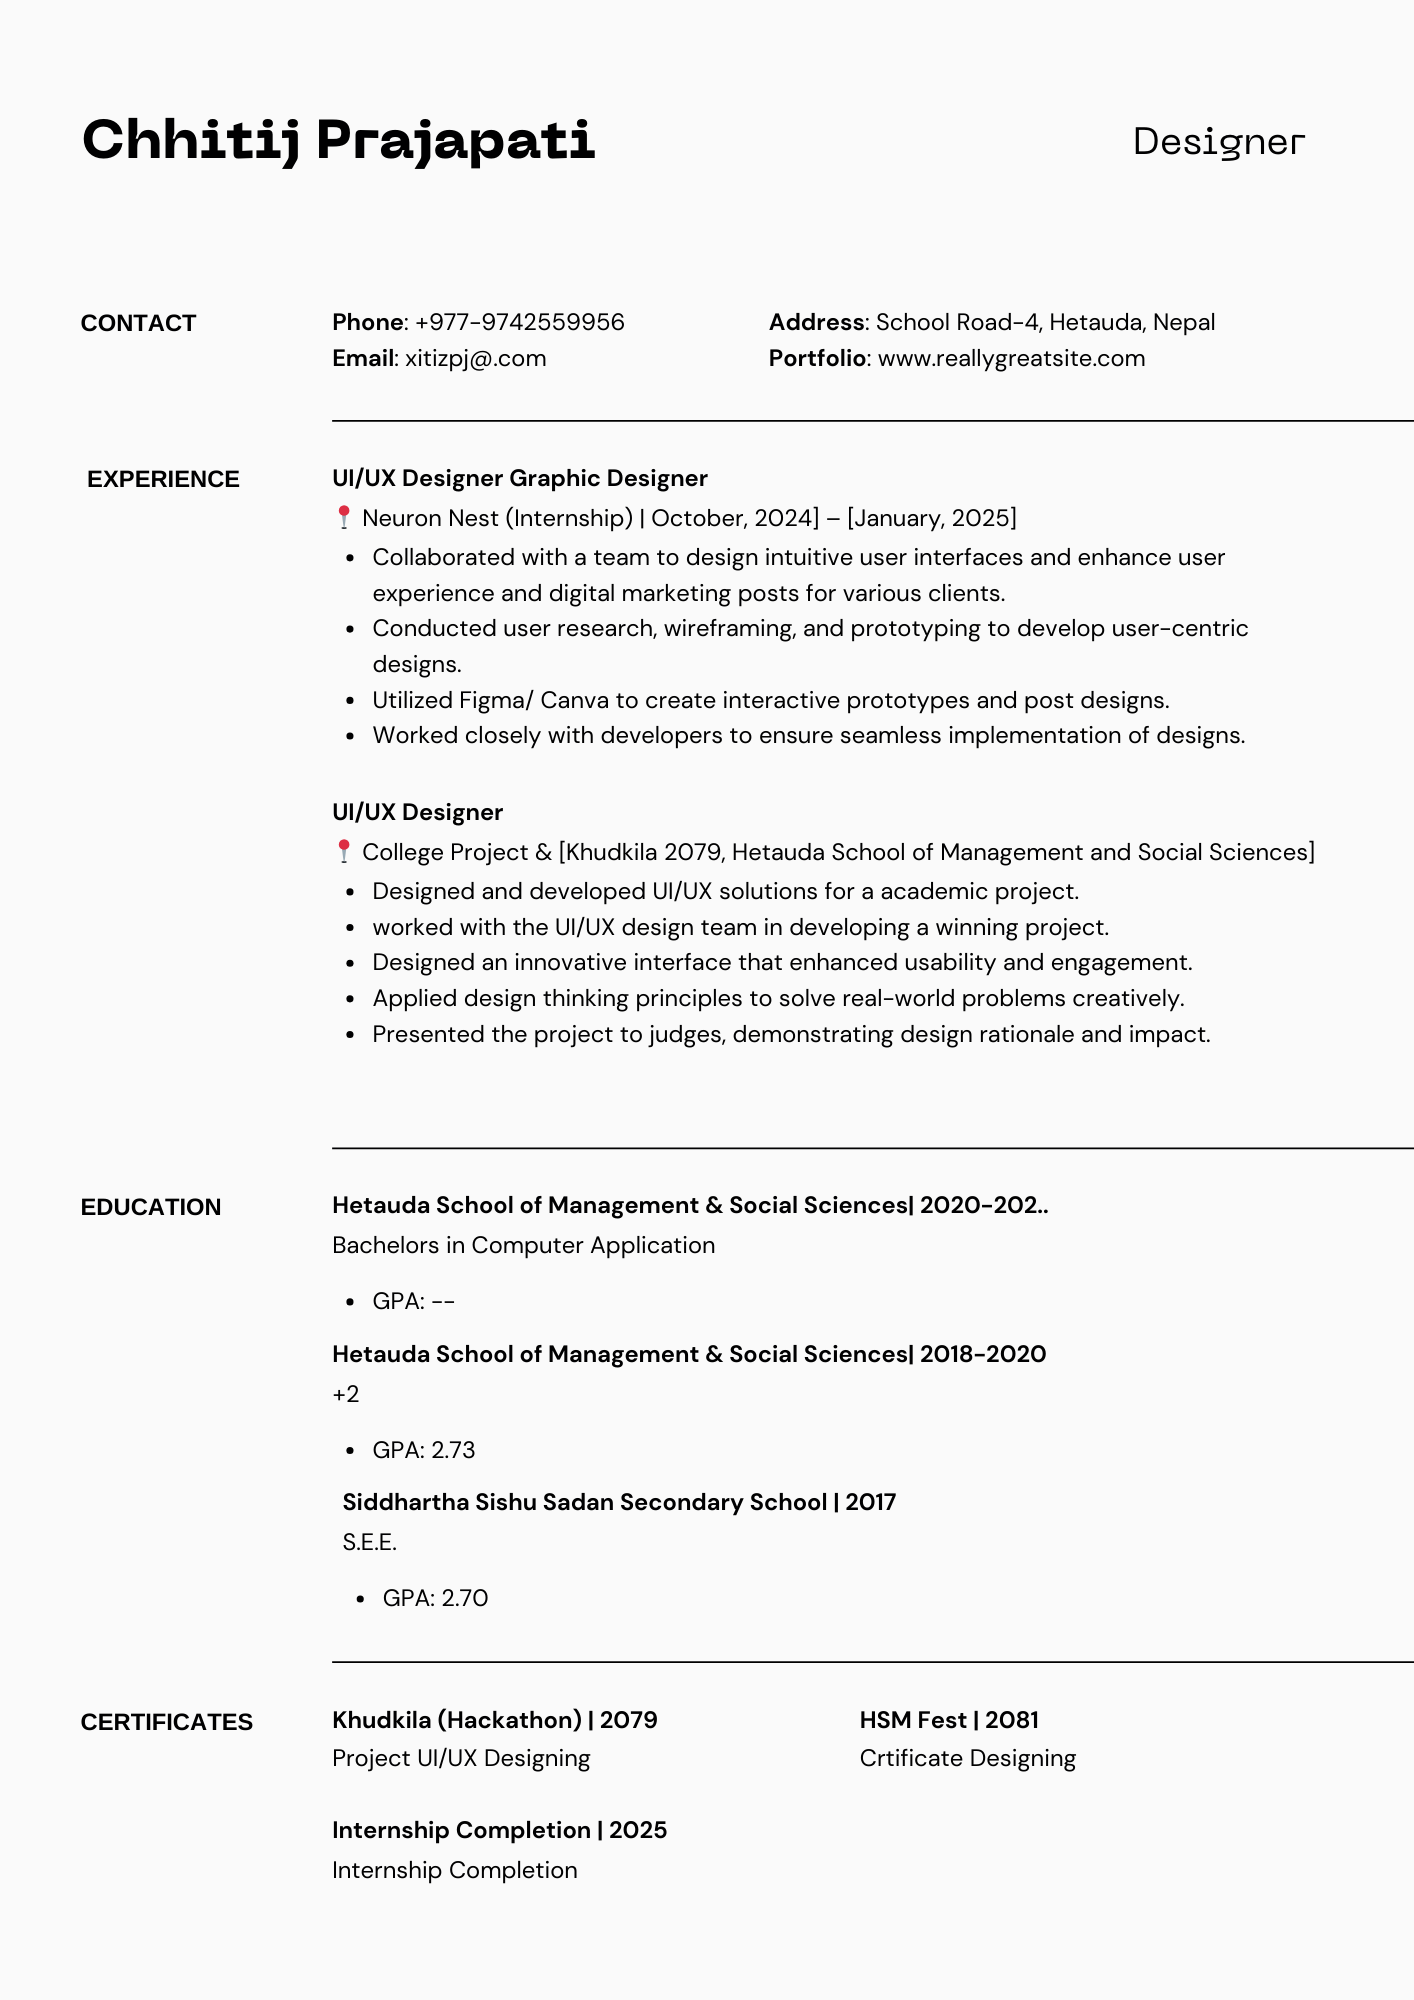 Chhitij Prajapati
Designer
CONTACT
Phone: +977-9742559956
Address: School Road-4, Hetauda, Nepal
Email: xitizpj@.com
Portfolio: www.reallygreatsite.com
EXPERIENCE
UI/UX Designer Graphic Designer
📍 Neuron Nest (Internship) | October, 2024] – [January, 2025]
• Collaborated with a team to design intuitive user interfaces and enhance user
experience and digital marketing posts for various clients.
• Conducted user research, wireframing, and prototyping to develop user-centric
designs.
• Utilized Figma/ Canva to create interactive prototypes and post designs.
• Worked closely with developers to ensure seamless implementation of designs.
UI/UX Designer
📍 College Project & [Khudkila 2079, Hetauda School of Management and Social Sciences]
• Designed and developed UI/UX solutions for a academic project.
• worked with the UI/UX design team in developing a winning project.
• Designed an innovative interface that enhanced usability and engagement.
• Applied design thinking principles to solve real-world problems creatively.
• Presented the project to judges, demonstrating design rationale and impact.
EDUCATION
Hetauda School of Management & Social Sciences| 2020-202..
Bachelors in Computer Application
• GPA: --
Hetauda School of Management & Social Sciences| 2018-2020
+2
• GPA: 2.73
Siddhartha Sishu Sadan Secondary School | 2017
S.E.E.
• GPA: 2.70
CERTIFICATES
Khudkila (Hackathon) | 2079
Project UI/UX Designing
HSM Fest | 2081
Crtificate Designing
Internship Completion | 2025
Internship Completion